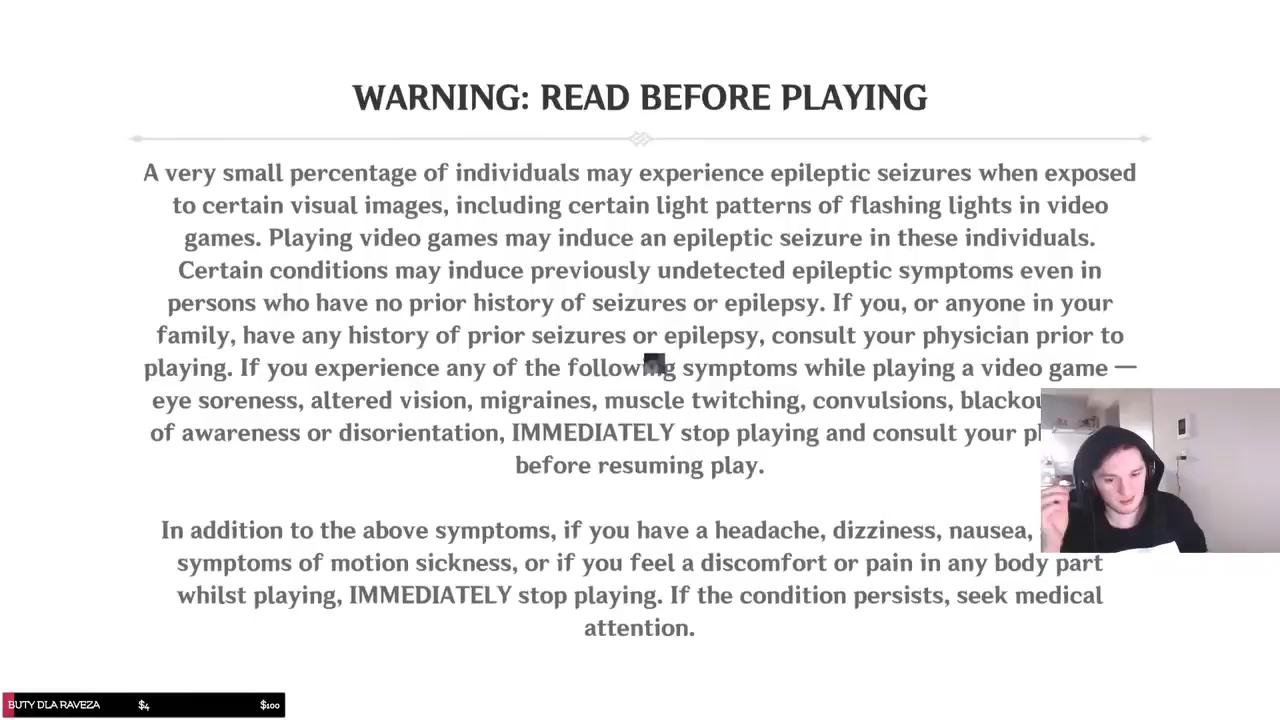 WARNING: READ BEFORE PLAYING
A very small percentage of individuals may experience epileptic seizures when exposed
to certain visual images, including certain light patterns of flashing lights in video
games. Playing video games may induce an epileptic seizure in these individuals.
Certain conditions may induce previously undetected epileptic symptoms even in
persons who have no prior history of seizures or epilepsy. If you, or anyone in your
family, have any history of prior seizures or epilepsy, consult your physician prior to
playing. If you experience any of the following symptoms while playing a video game —
eye soreness, altered vision, migraines, muscle twitching, convulsions,
of awareness or disorientation, IMMEDIATELY stop playing and consult your
before resuming play.
In addition to the above symptoms, if you have a headache, dizziness, nausea,
symptoms of motion sickness, or if you feel a discomfort or pain in any body part
whilst playing, IMMEDIATELY stop playing. If the condition persists, seek medical
attention.
BUTY DLA RAVEZA $4 $100